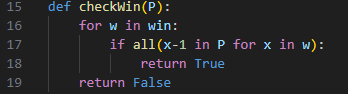 15 def checkWin(P):
16     for w in win:
17         if all(x-1 in P for x in w):
18             return True
19     return False